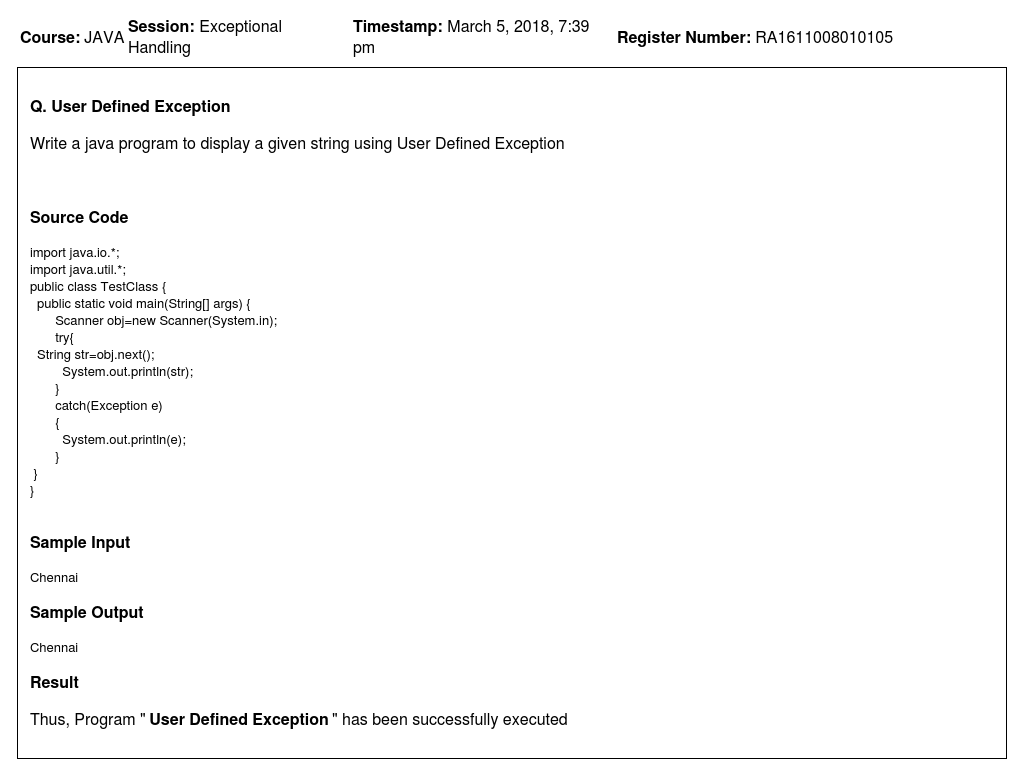 Course: JAVA Session: Exceptional Handling Timestamp: March 5, 2018, 7:39 pm Register Number: RA1611008010105
Q. User Defined Exception
Write a java program to display a given string using User Defined Exception
Source Code
import java.io.*;
import java.util.*;
public class TestClass {
  public static void main(String[] args) {
       Scanner obj=new Scanner(System.in);
       try{
  String str=obj.next();
         System.out.println(str);
       }
       catch(Exception e)
       {
         System.out.println(e);
       }
 }
}
Sample Input
Chennai
Sample Output
Chennai
Result
Thus, Program " User Defined Exception " has been successfully executed